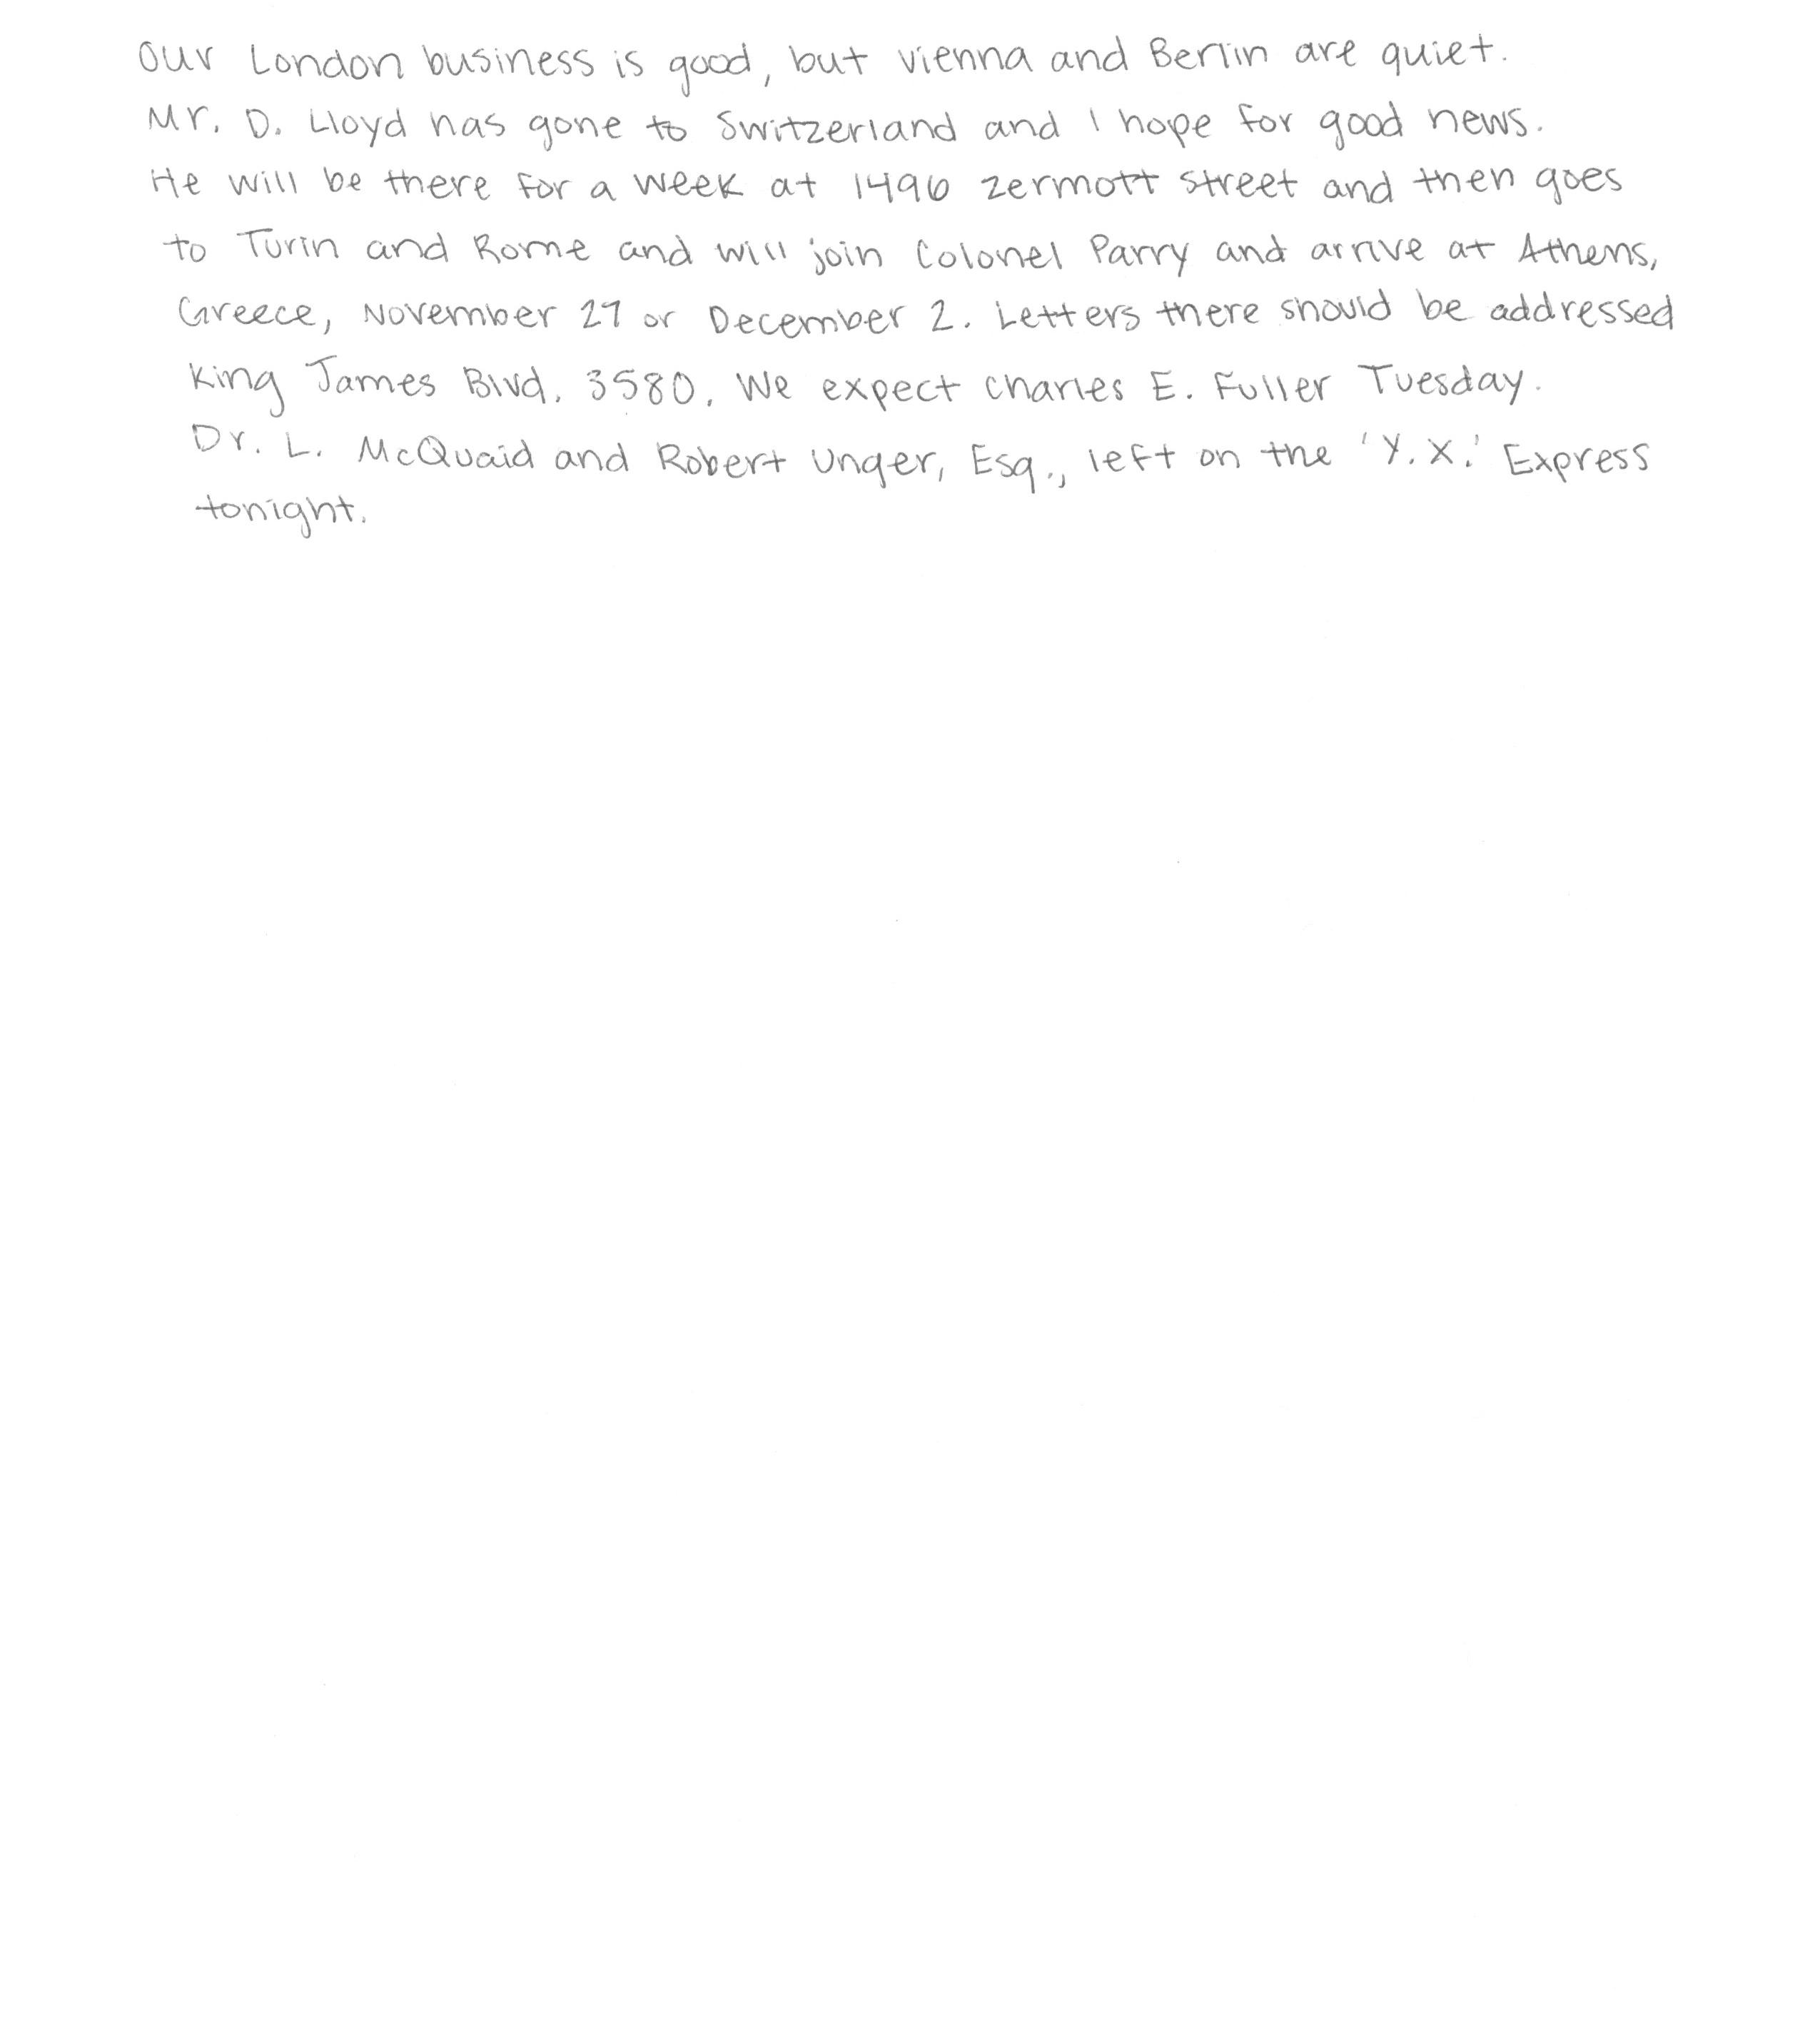 Our London business is good, but Vienna and Berlin are quiet.
Mr. D. Lloyd has gone to Switzerland and I hope for good news.
He will be there for a week at 1496 Zermott street and then goes
to Turin and Rome and will join Colonel Parry and arrive at Athens,
Greece, November 27 or December 2. Letters there should be addressed
King James Blvd. 3580. We expect Charles E. Fuller Tuesday.
Dr. L. McQuaid and Robert Unger, Esq., left on the 'Y. X.' Express
tonight.